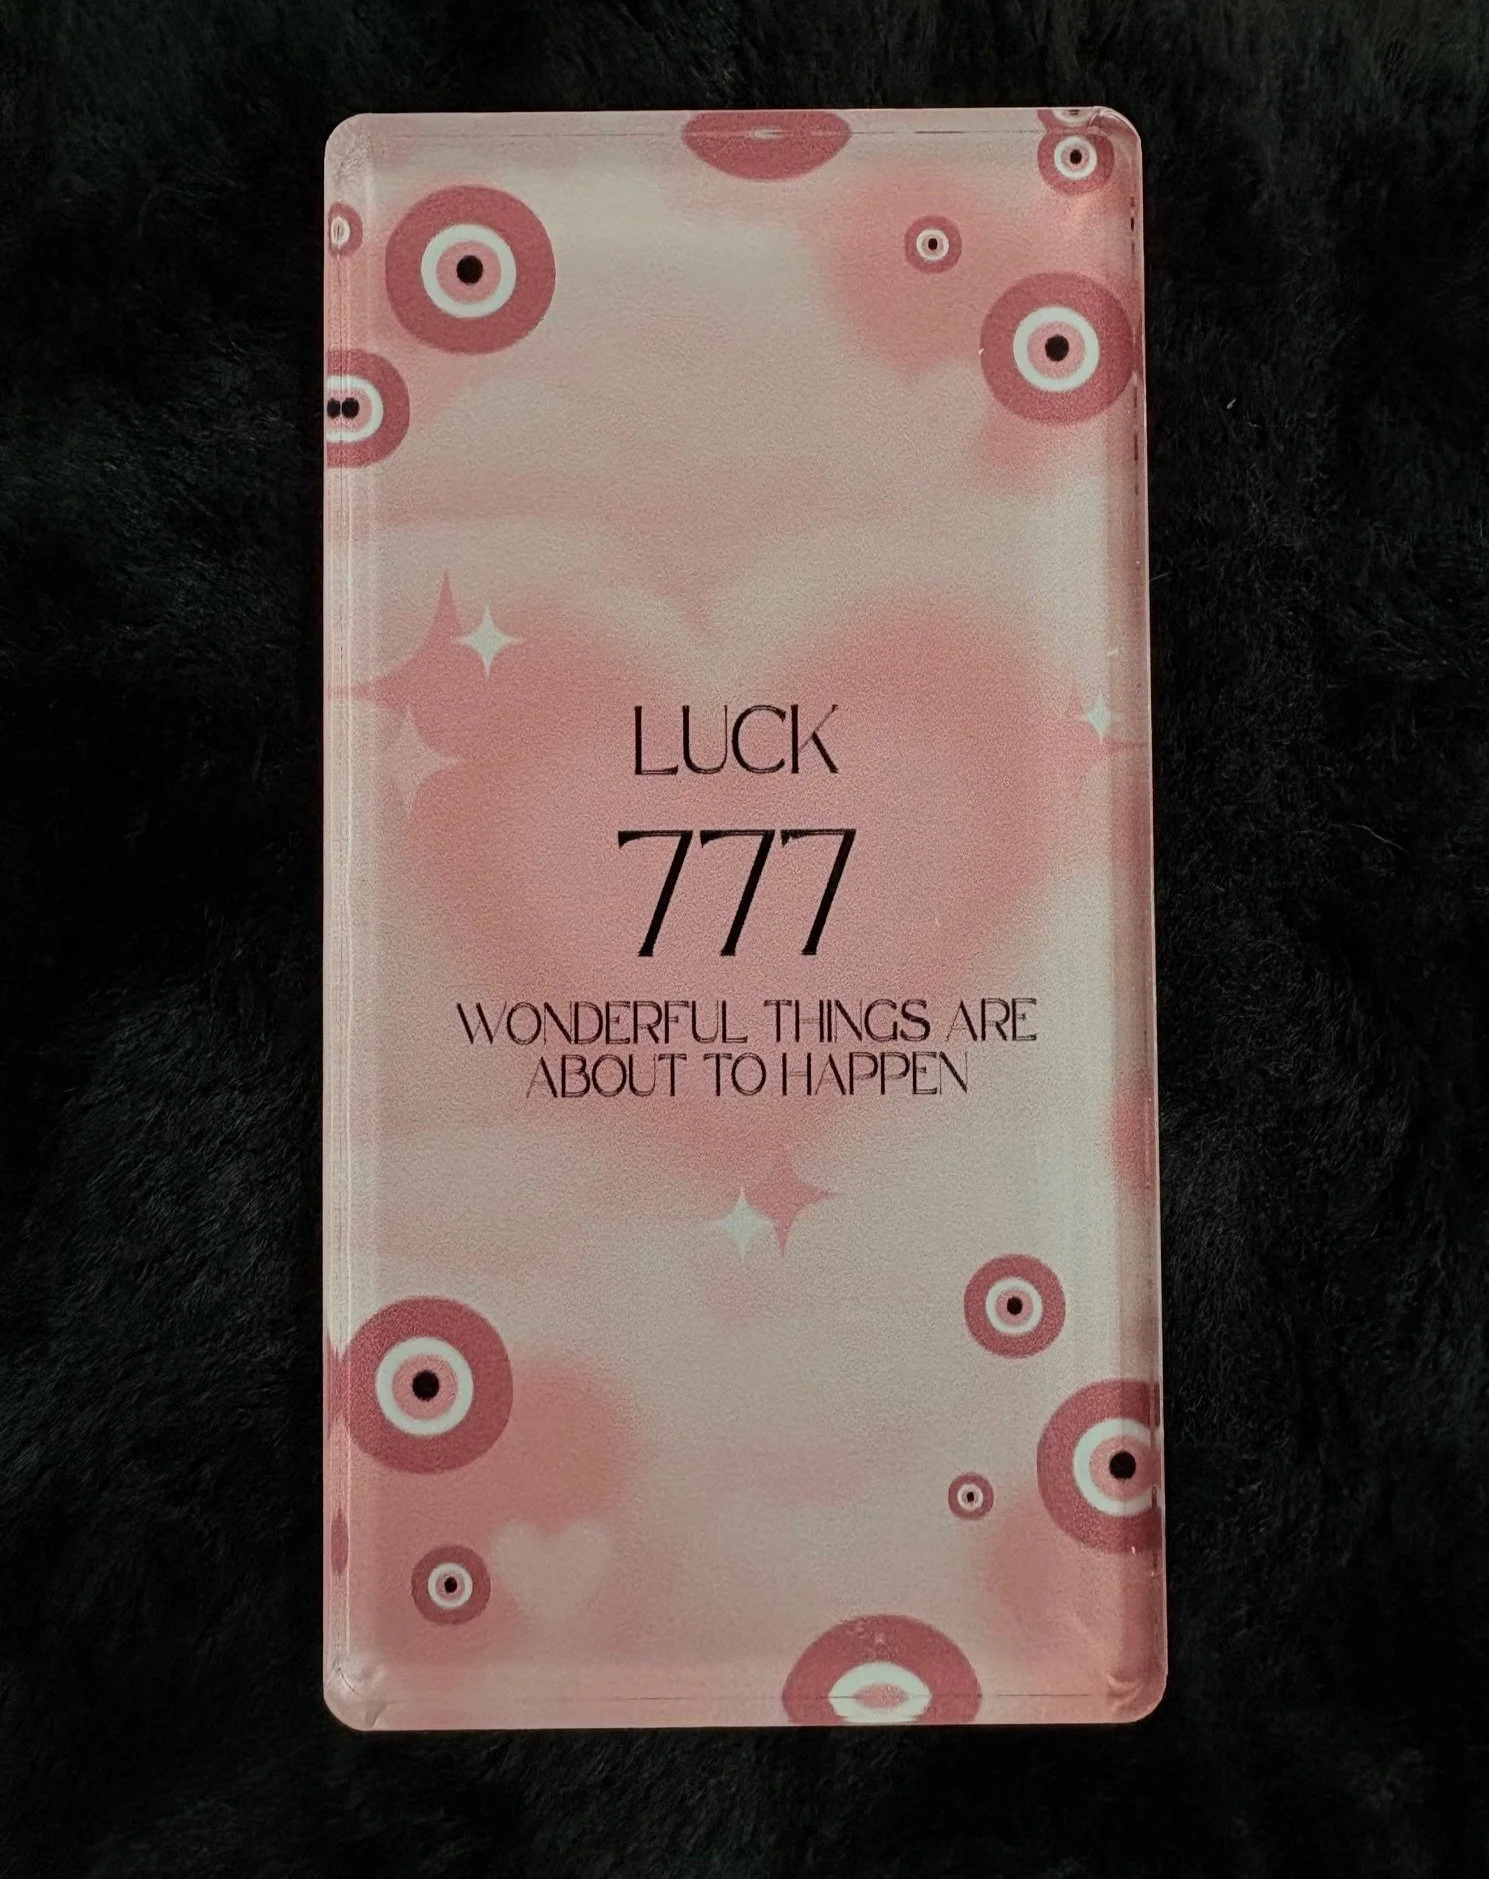 LUCK
777
WONDERFUL THINGS ARE
ABOUT TO HAPPEN